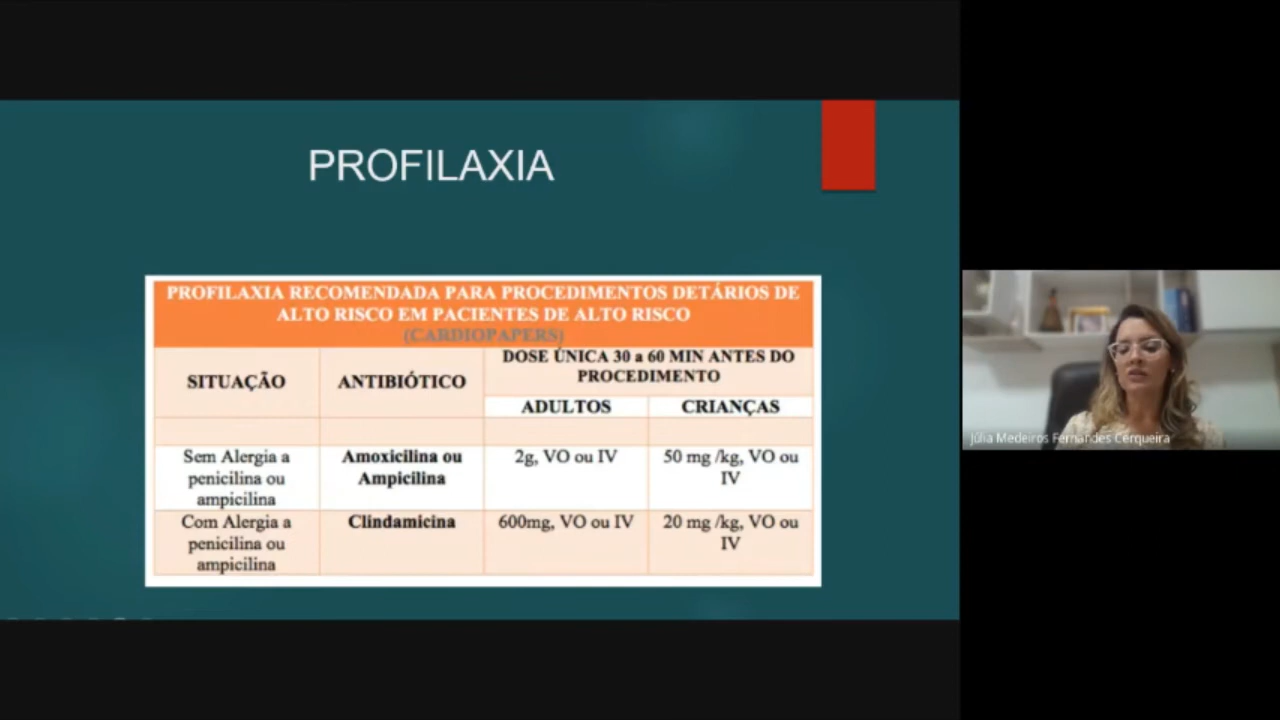 PROFILAXIA
PROFILAXIA RECOMENDADA PARA PROCEDIMENTOS DETÁRIOS DE
ALTO RISCO EM PACIENTES DE ALTO RISCO
(CARDIOPAPERS)
SITUAÇÃO
ANTIBIÓTICO
DOSE ÚNICA 30 a 60 MIN ANTES DO
PROCEDIMENTO
ADULTOS
CRIANÇAS
Sem Alergia a
penicilina ou
ampicilina
Amoxicilina ou
Ampicilina
2g, VO ou IV
50 mg /kg, VO ou
IV
Com Alergia a
penicilina ou
ampicilina
Clindamicina
600mg, VO ou IV
20 mg /kg, VO ou
IV
Júlia Medeiros Fernandes Cerqueira